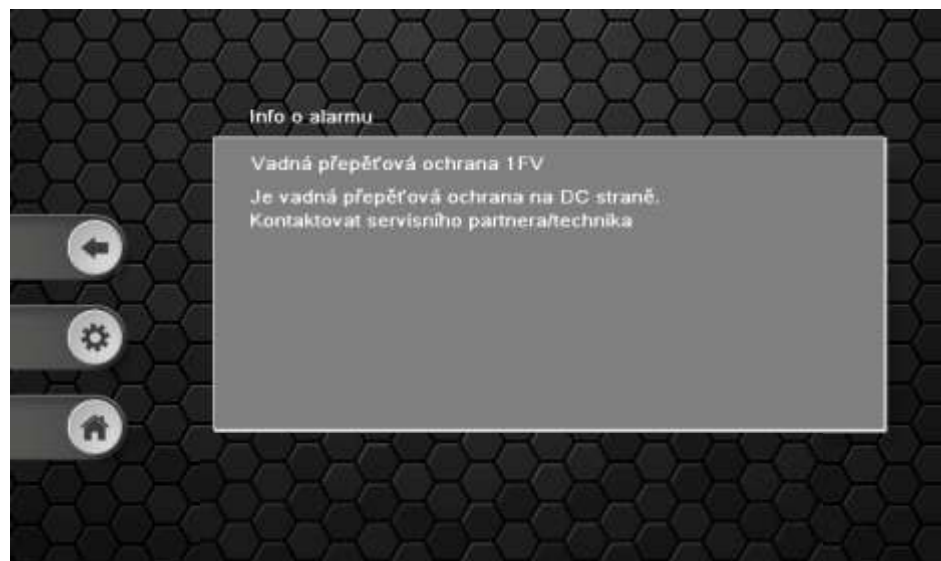 Info o alarmu
Vadná přepěťová ochrana 1FV
Je vadná přepěťová ochrana na DC straně.
Kontaktovat servisního partnera/technika